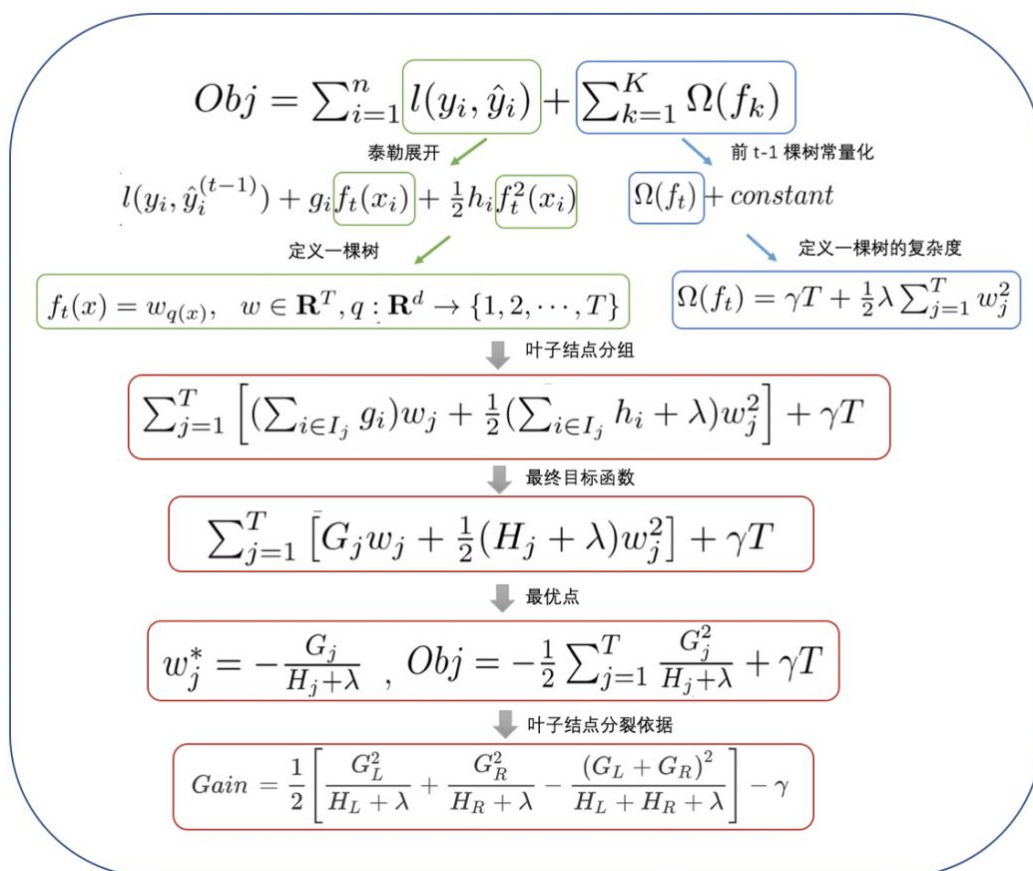 Obj = ∑_{i=1}^{n} l(y_i, ŷ_i) + ∑_{k=1}^{K} Ω(f_k)
泰勒展开 前 t-1 棵树常量化
l(y_i, ŷ_i^{(t-1)}) + g_i f_t(x_i) + ½ h_i f_t^2(x_i) Ω(f_t) + constant
定义一棵树 定义一棵树的复杂度
f_t(x) = w_{q(x)}, w ∈ R^T, q : R^d → {1, 2, ⋯, T} Ω(f_t) = γT + ½ λ ∑_{j=1}^{T} w_j^2
叶子结点分组
∑_{j=1}^{T} [(∑_{i∈I_j} g_i) w_j + ½ (∑_{i∈I_j} h_i + λ) w_j^2] + γT
最终目标函数
∑_{j=1}^{T} [G_j w_j + ½ (H_j + λ) w_j^2] + γT
最优点
w_j^* = - G_j / (H_j + λ) , Obj = - ½ ∑_{j=1}^{T} G_j^2 / (H_j + λ) + γT
叶子结点分裂依据
Gain = ½ [G_L^2 / (H_L + λ) + G_R^2 / (H_R + λ) - (G_L + G_R)^2 / (H_L + H_R + λ)] - γ